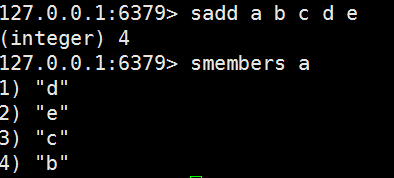 127.0.0.1:6379> sadd a b c d e
(integer) 4
127.0.0.1:6379> smembers a
1) "d"
2) "e"
3) "c"
4) "b"